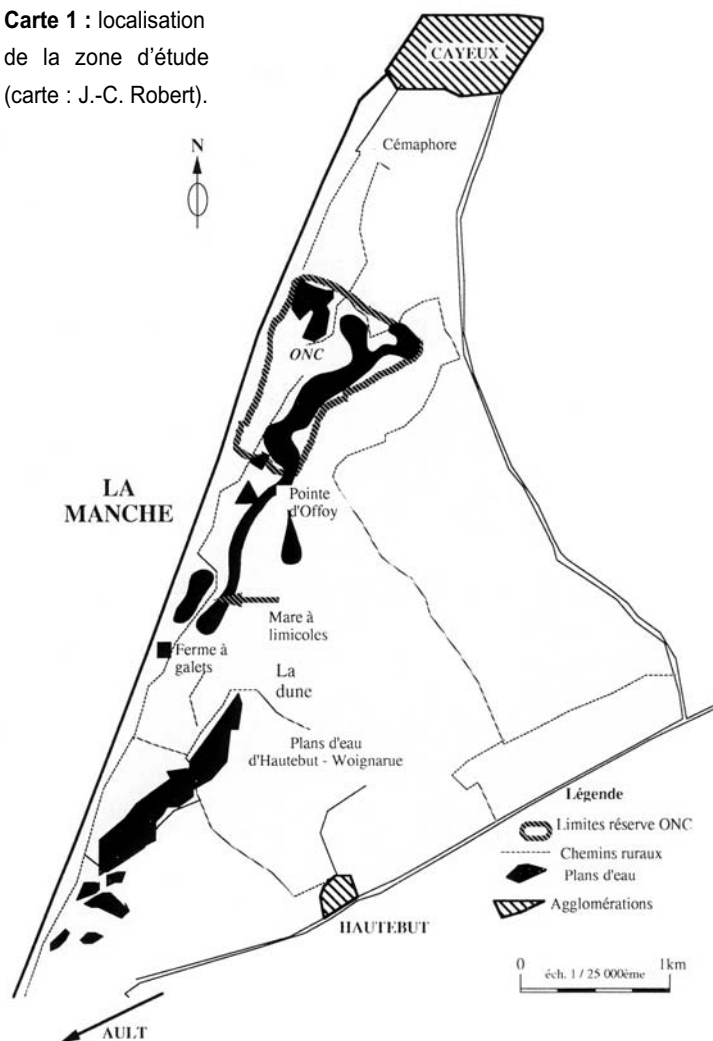 Carte 1 : localisation
de la zone d'étude
(carte : J.-C. Robert).
CAYEUX
Cémaphore
N
ONC
LA
MANCHE
Pointe
d'Offoy
Mare à
limicoles
Ferme à
galets
La
dune
Plans d'eau
d'Hautebut - Woignarue
Légende
Limites réserve ONC
Chemins ruraux
Plans d'eau
Agglomérations
HAUTEBUT
0 1km
éch. 1 / 25 000ème
AULT